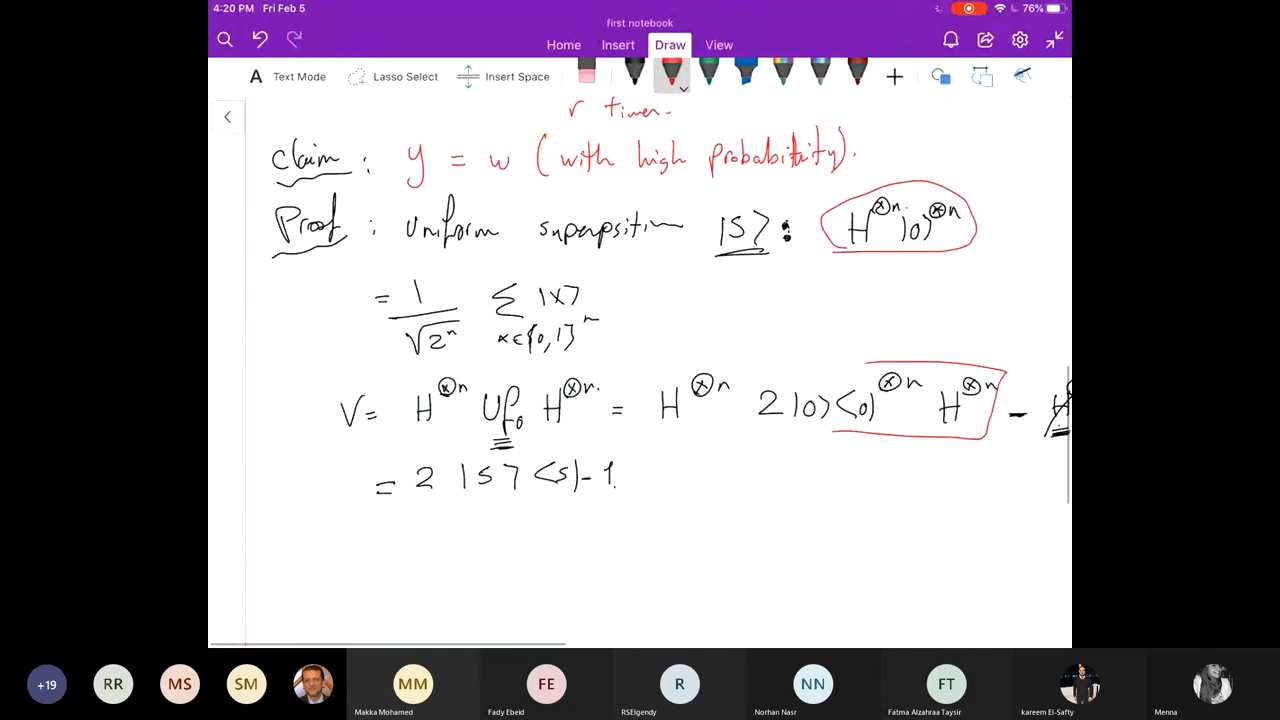 4:20 PM Fri Feb 5
76%
first notebook
Home Insert Draw View
A Text Mode Lasso Select Insert Space
r times.
Claim : y = w (with high probability).
Proof : Uniform superpsition |S⟩ : H^{⊗n} |0⟩^{⊗n}
= 1/√2^n ∑_{x∈{0,1}^n} |x⟩
V = H^{⊗n} U_{f_0} H^{⊗n} = H^{⊗n} 2|0⟩⟨0|^{⊗n} H^{⊗n} - H
= 2 |S⟩⟨S| - 1
+19 RR MS SM MM FE R NN FT
Makka Mohamed Fady Ebeid RSElgendy Norhan Nasr Fatma Alzahraa Taysir kareem El-Safty Menna